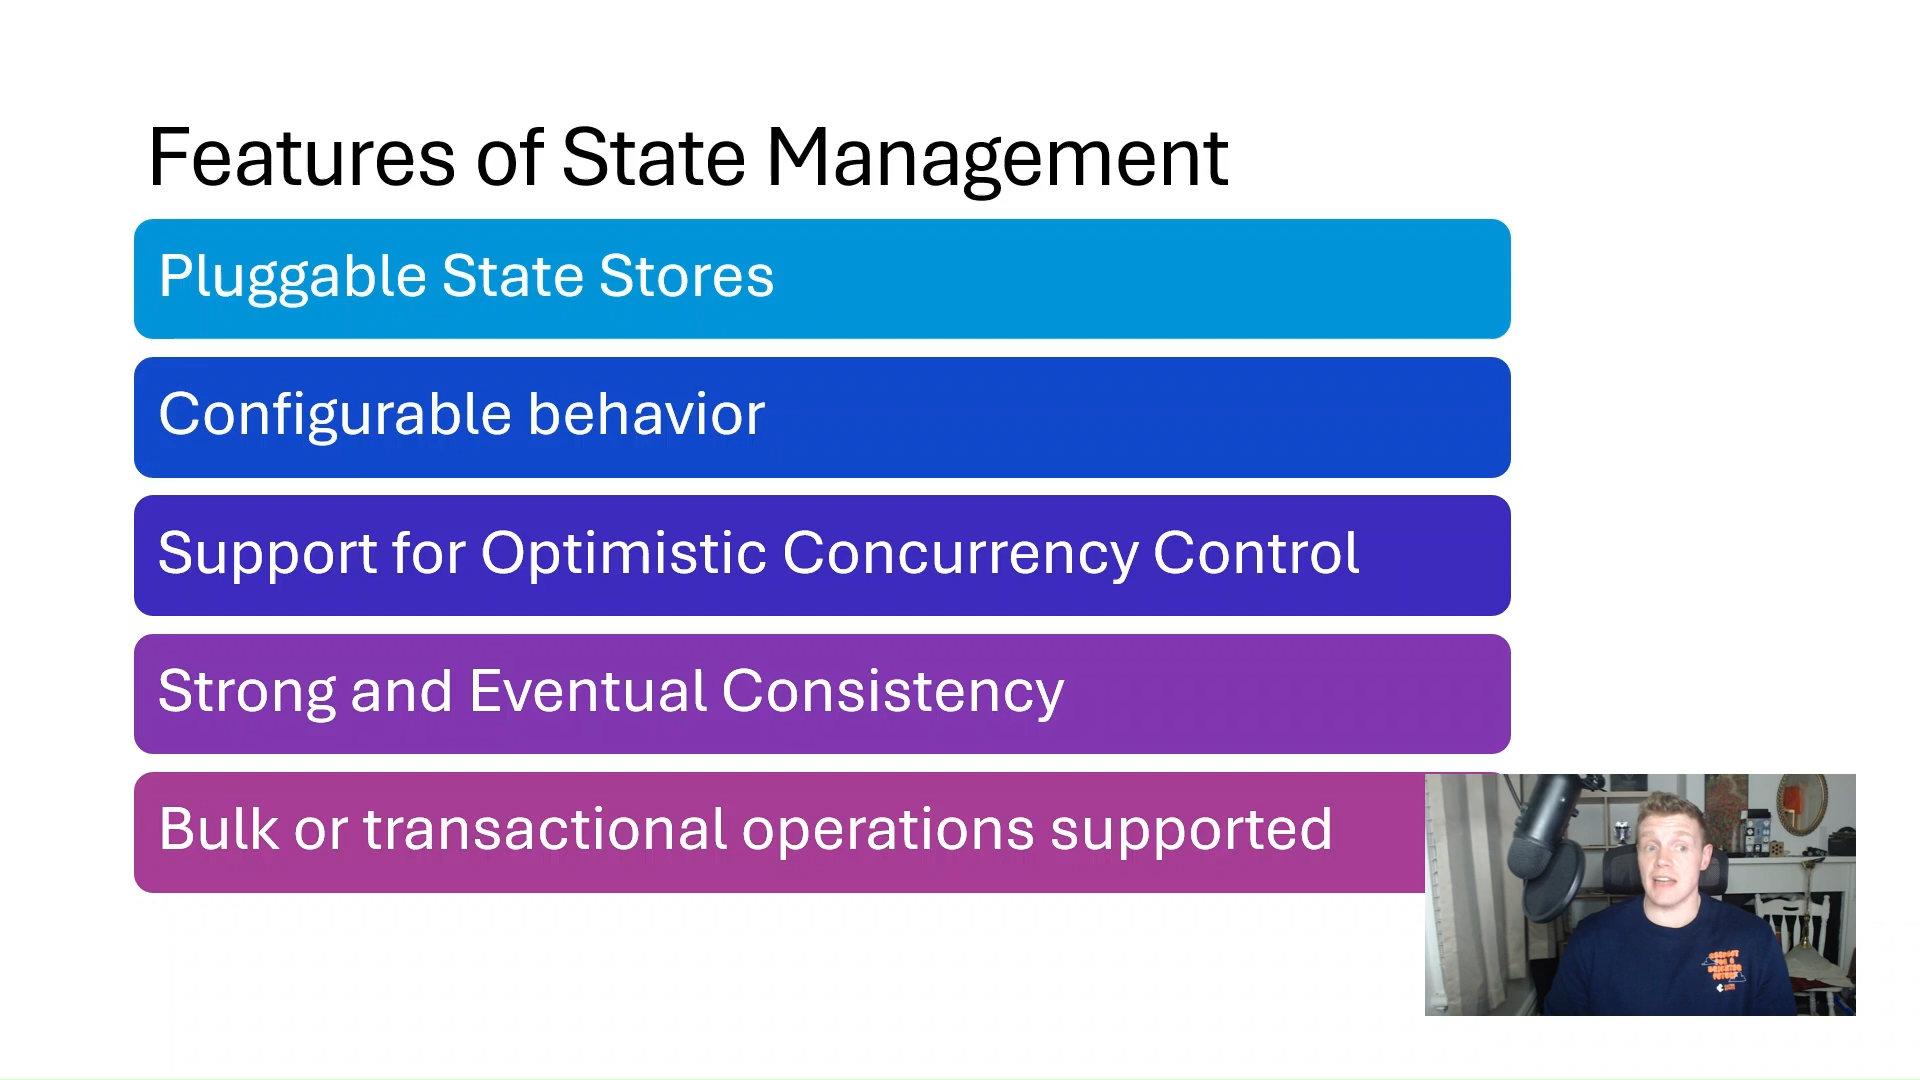 Features of State Management
Pluggable State Stores
Configurable behavior
Support for Optimistic Concurrency Control
Strong and Eventual Consistency
Bulk or transactional operations supported